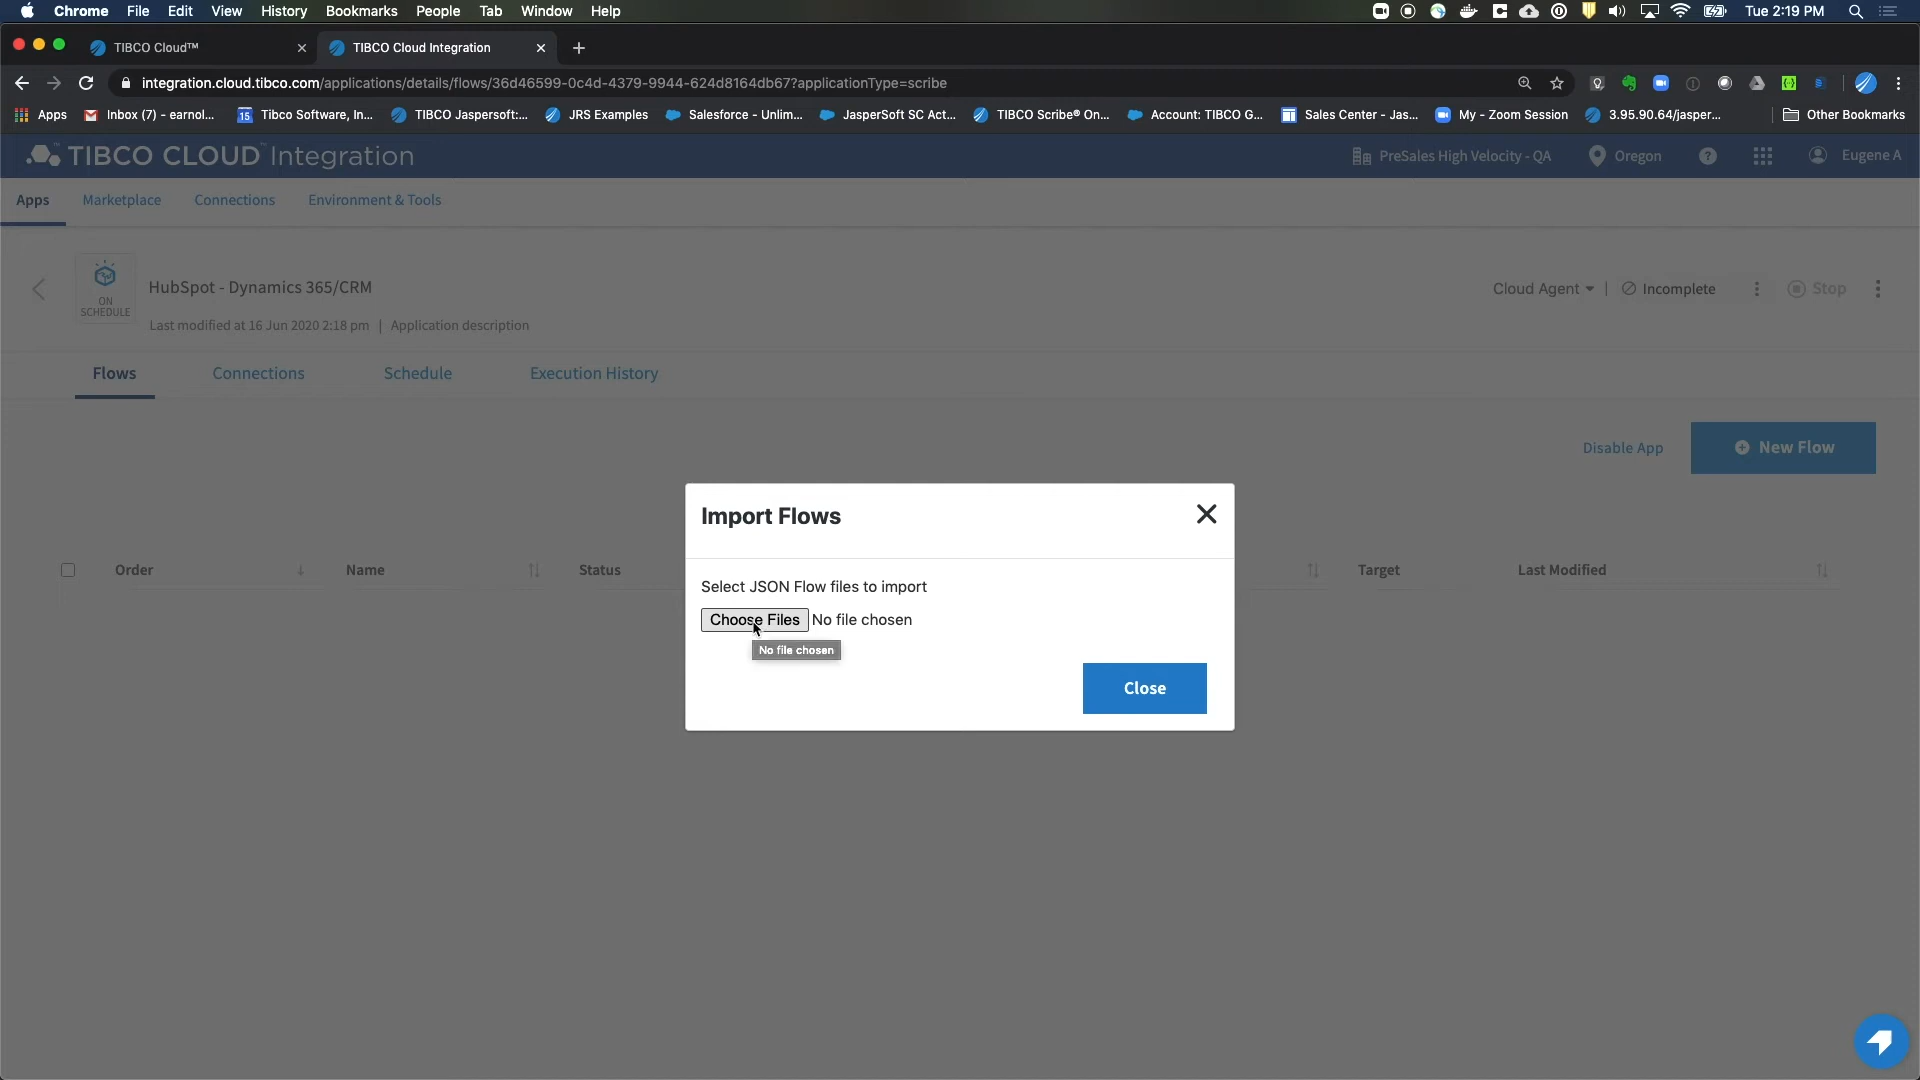 Chrome File Edit View History Bookmarks People Tab Window Help Tue 2:19 PM
TIBCO Cloud™ TIBCO Cloud Integration
integration.cloud.tibco.com/applications/details/flows/36d46599-0c4d-4379-9944-624d8164db67?applicationType=scribe
Apps Inbox (7) - earnol... 15 Tibco Software, In... TIBCO Jaspersoft:... JRS Examples Salesforce - Unlim... JasperSoft SC Act... TIBCO Scribe® On... Account: TIBCO G... Sales Center - Jas... My - Zoom Session 3.95.90.64/jasper... Other Bookmarks
TIBCO CLOUD™ Integration PreSales High Velocity - QA Oregon ? Eugene A
Apps Marketplace Connections Environment & Tools
HubSpot - Dynamics 365/CRM Cloud Agent | Incomplete Stop
ON
SCHEDULE
Last modified at 16 Jun 2020 2:18 pm | Application description
Flows Connections Schedule Execution History
Disable App New Flow
Import Flows
Order Name Status Target Last Modified
Select JSON Flow files to import
Choose Files No file chosen
No file chosen
Close